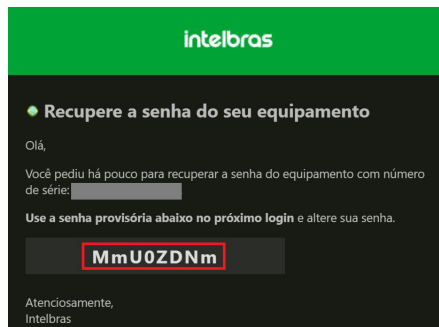 intelbras
Recupere a senha do seu equipamento
Olá,
Você pediu há pouco para recuperar a senha do equipamento com número
de série:
Use a senha provisória abaixo no próximo login e altere sua senha.
MmU0ZDNm
Atenciosamente,
Intelbras